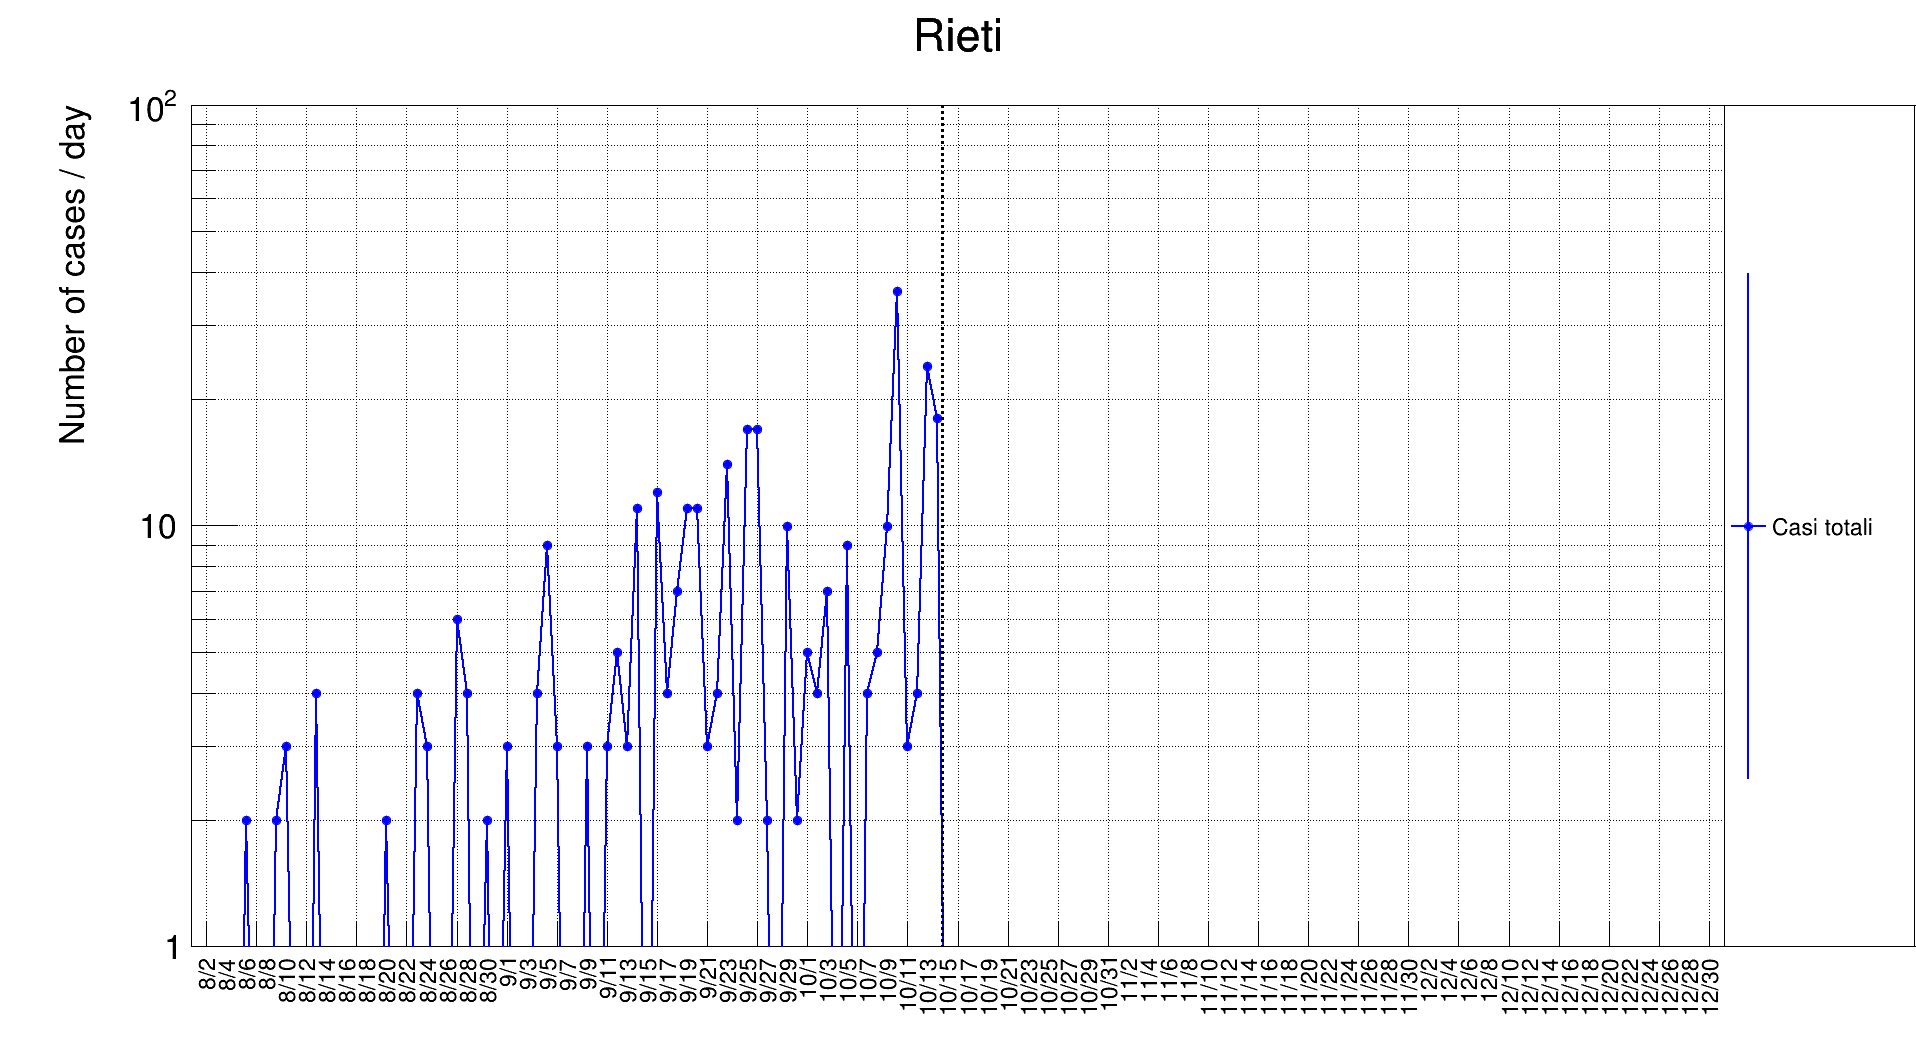 Rieti
Number of cases / day
10²
10
1
Casi totali
8/2 8/4 8/6 8/8 8/10 8/12 8/14 8/16 8/18 8/20 8/22 8/24 8/26 8/28 8/30 9/1 9/3 9/5 9/7 9/9 9/11 9/13 9/15 9/17 9/19 9/21 9/23 9/25 9/27 9/29 10/1 10/3 10/5 10/7 10/9 10/11 10/13 10/15 10/17 10/19 10/21 10/23 10/25 10/27 10/29 10/31 11/2 11/4 11/6 11/8 11/10 11/12 11/14 11/16 11/18 11/20 11/22 11/24 11/26 11/28 11/30 12/2 12/4 12/6 12/8 12/10 12/12 12/14 12/16 12/18 12/20 12/22 12/24 12/26 12/28 12/30